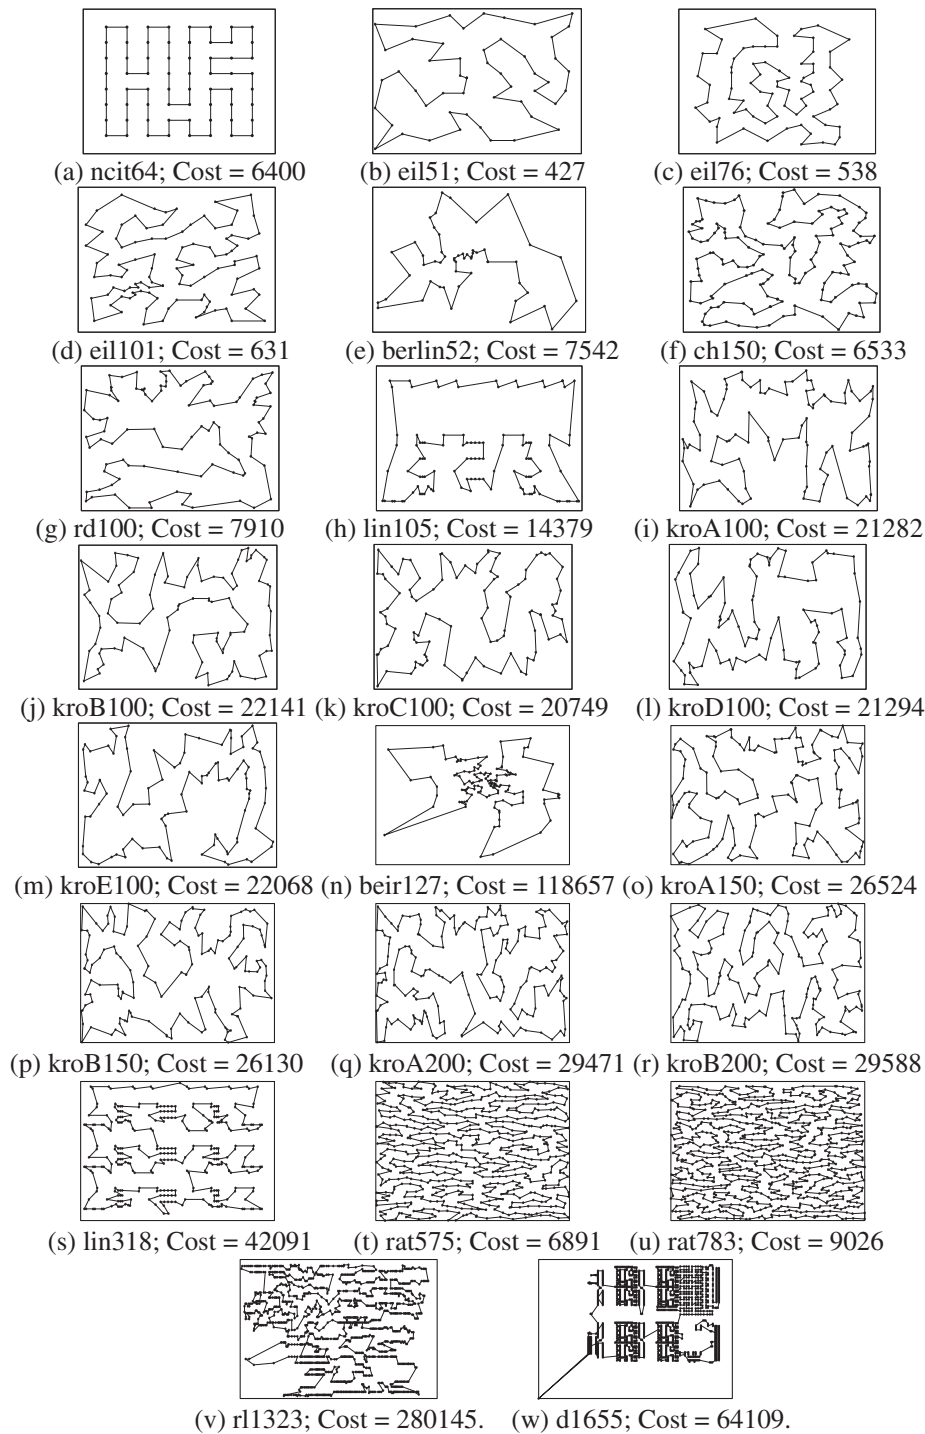 (a) ncit64; Cost = 6400 (b) eil51; Cost = 427 (c) eil76; Cost = 538
(d) eil101; Cost = 631 (e) berlin52; Cost = 7542 (f) ch150; Cost = 6533
(g) rd100; Cost = 7910 (h) lin105; Cost = 14379 (i) kroA100; Cost = 21282
(j) kroB100; Cost = 22141 (k) kroC100; Cost = 20749 (l) kroD100; Cost = 21294
(m) kroE100; Cost = 22068 (n) beir127; Cost = 118657 (o) kroA150; Cost = 26524
(p) kroB150; Cost = 26130 (q) kroA200; Cost = 29471 (r) kroB200; Cost = 29588
(s) lin318; Cost = 42091 (t) rat575; Cost = 6891 (u) rat783; Cost = 9026
(v) rl1323; Cost = 280145. (w) d1655; Cost = 64109.